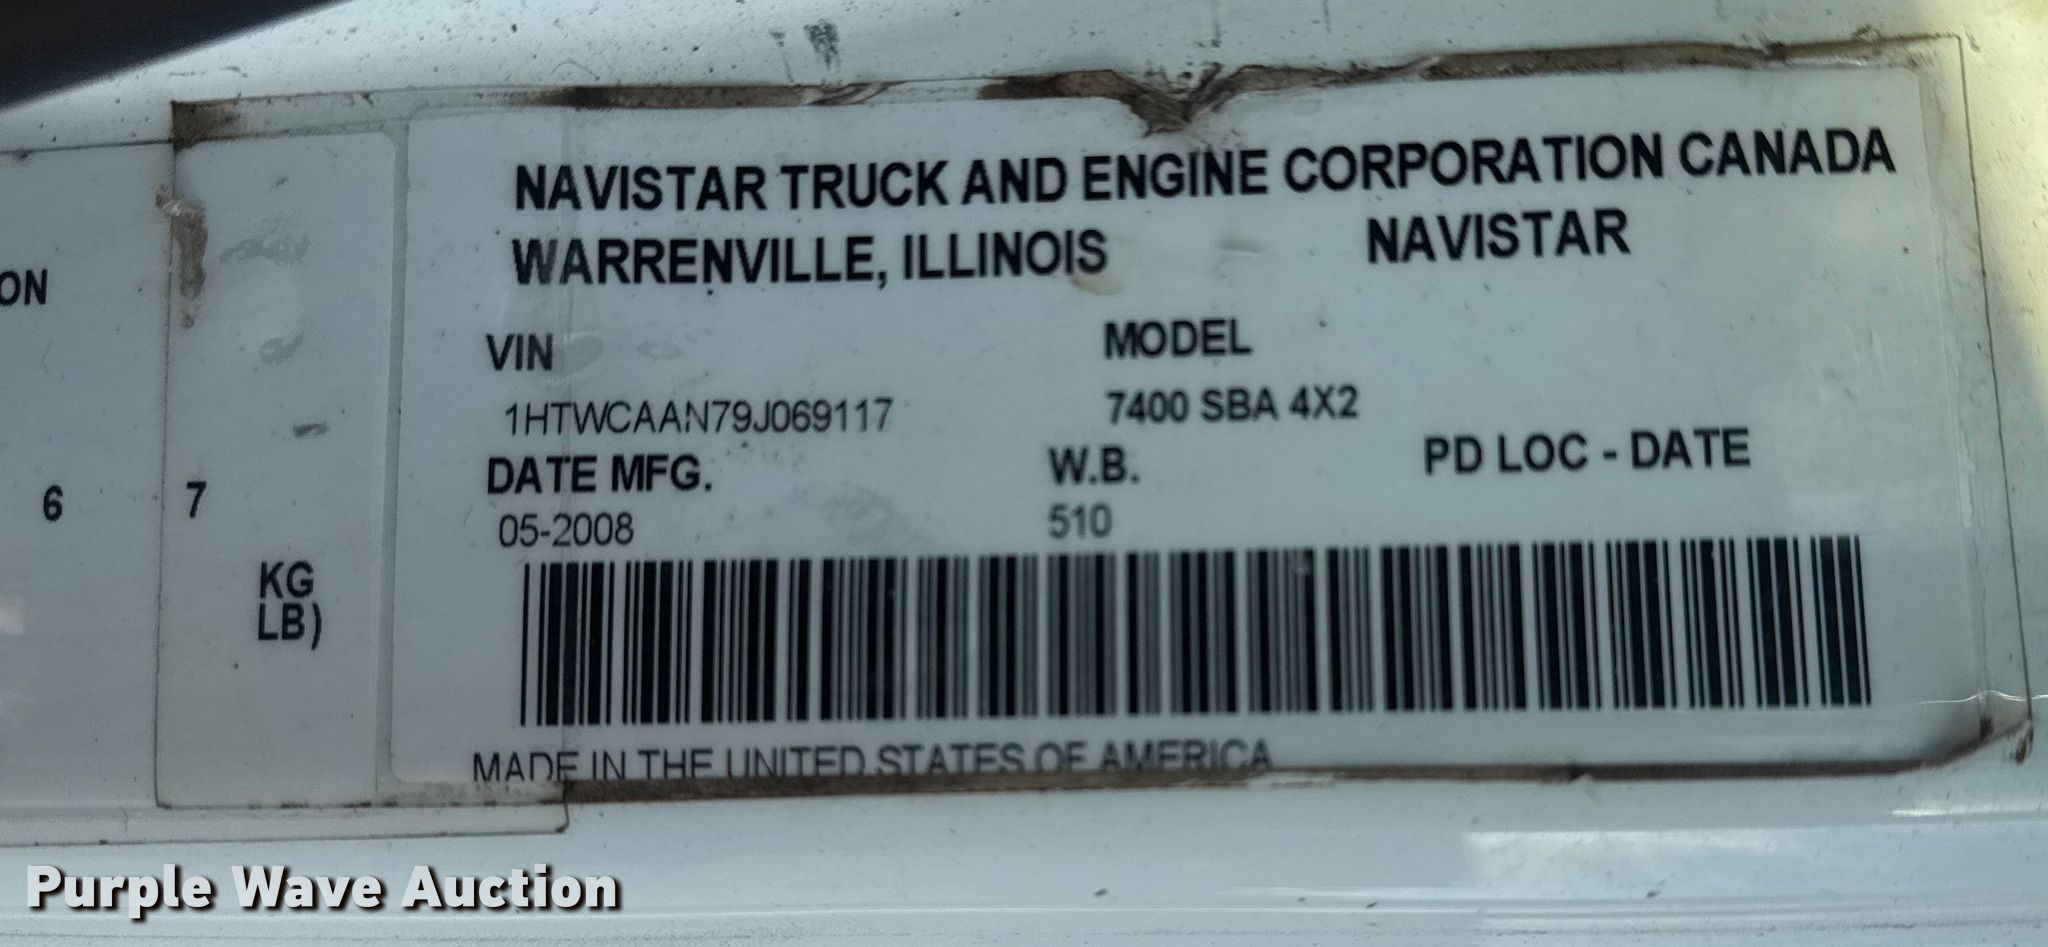 NAVISTAR TRUCK AND ENGINE CORPORATION CANADA
WARRENVILLE, ILLINOIS NAVISTAR
VIN MODEL
1HTWCAAN79J069117 7400 SBA 4X2
DATE MFG. W.B. PD LOC - DATE
05-2008 510
MADE IN THE UNITED STATES OF AMERICA
ON
6 7
KG
LB)
Purple Wave Auction